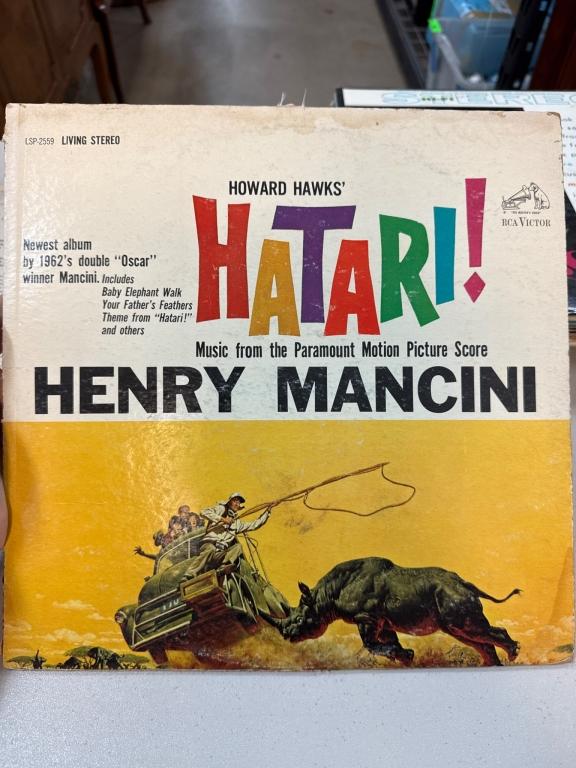 STEREO
LSP-2559 LIVING STEREO
HOWARD HAWKS'
HATARI!
RCA VICTOR
Newest album
by 1962's double "Oscar"
winner Mancini. Includes
Baby Elephant Walk
Your Father's Feathers
Theme from "Hatari!"
and others
Music from the Paramount Motion Picture Score
HENRY MANCINI